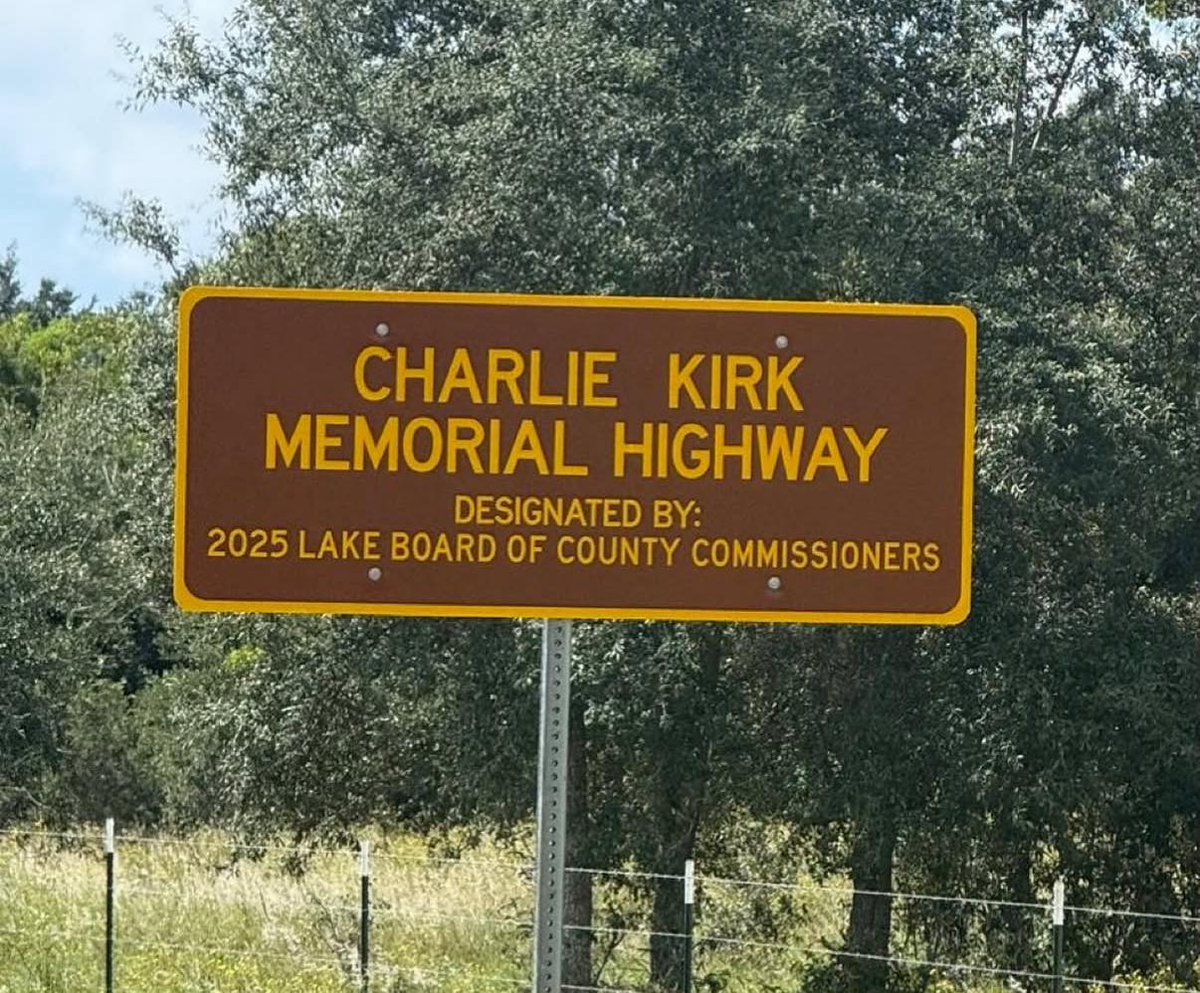 CHARLIE KIRK
MEMORIAL HIGHWAY
DESIGNATED BY:
2025 LAKE BOARD OF COUNTY COMMISSIONERS